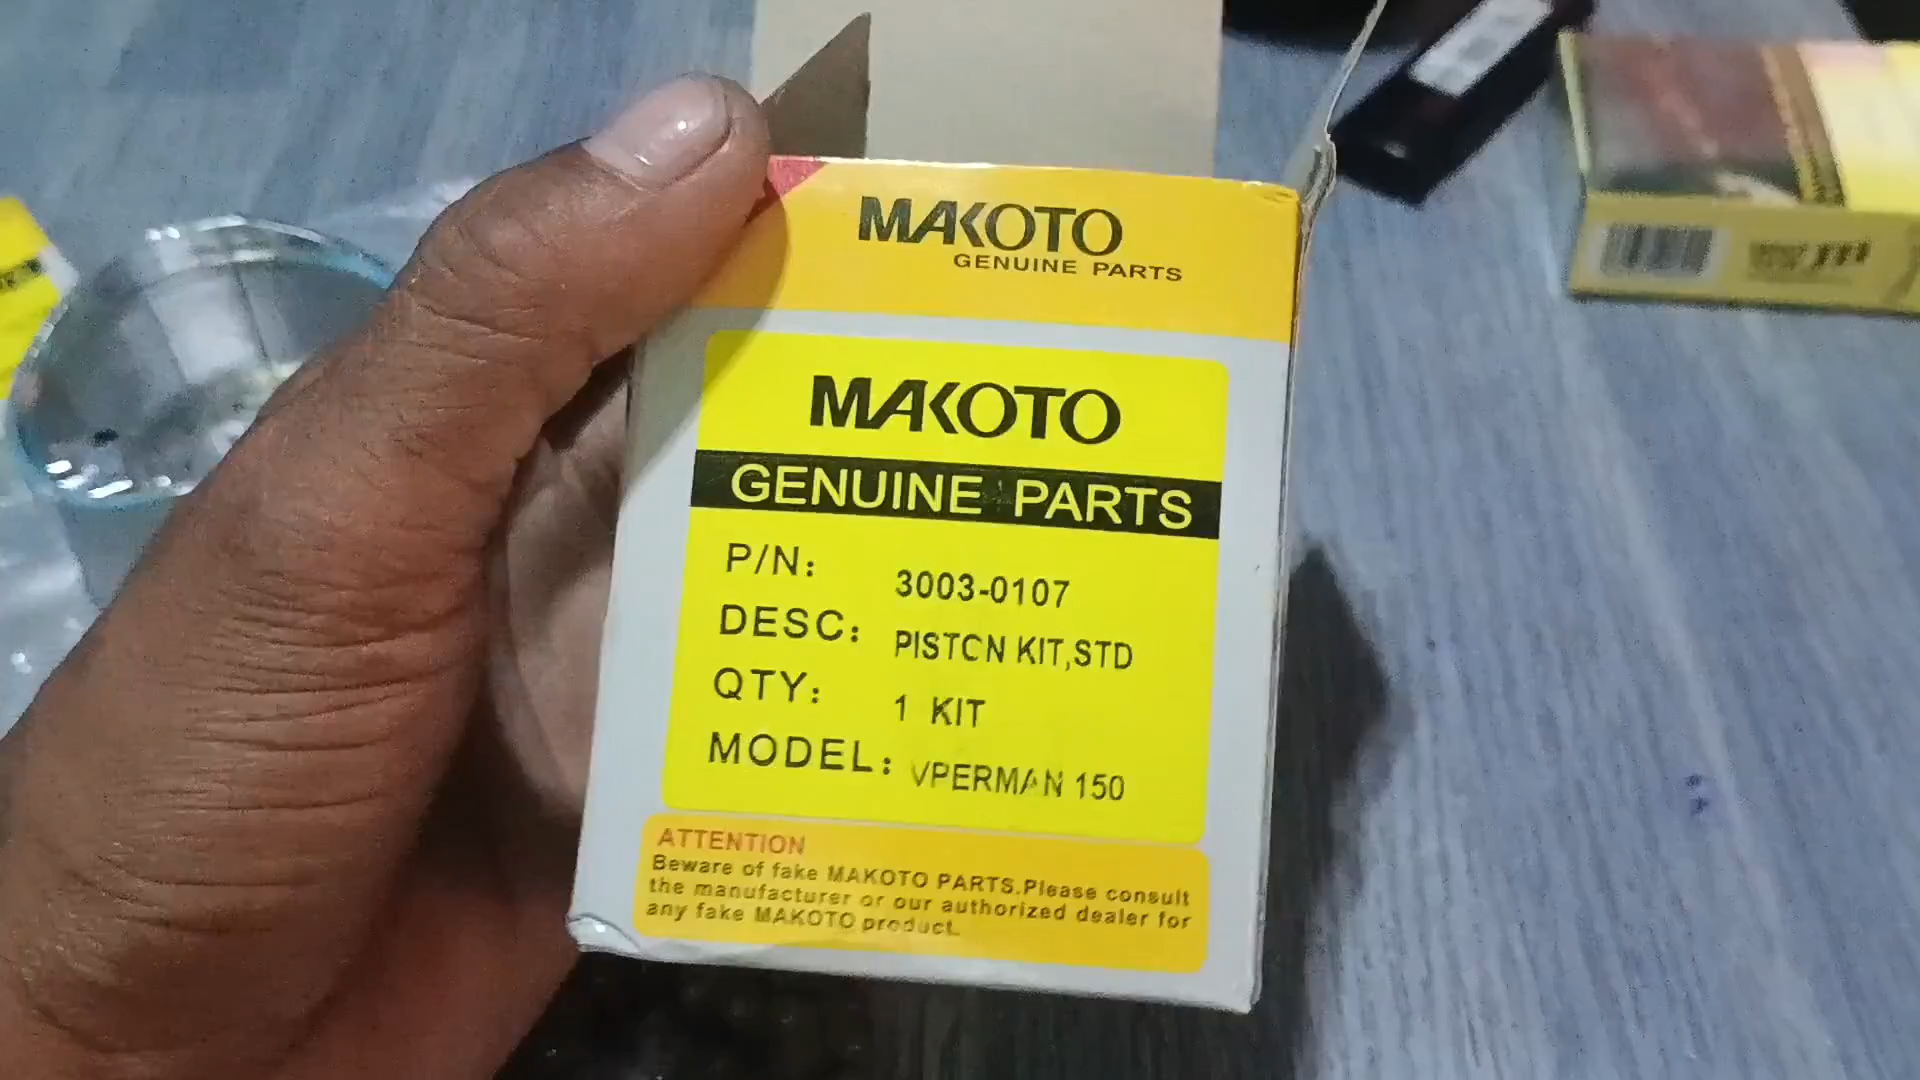 MAKOTO
GENUINE PARTS
MAKOTO
GENUINE PARTS
P/N: 3003-0107
DESC: PISTCN KIT,STD
QTY: 1 KIT
MODEL: VPERMAN 150
ATTENTION
Beware of fake MAKOTO PARTS.Please consult
the manufacturer or our authorized dealer for
any fake MAKOTO product.